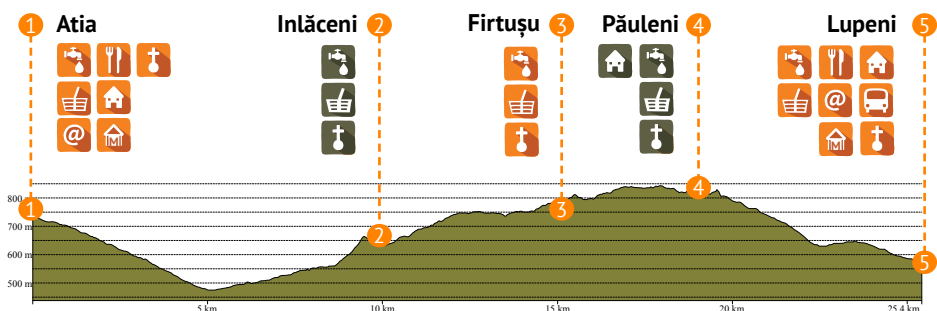 1 Atia Inlăceni 2 Firtușu 3 Păuleni 4 Lupeni 5
@
@
M
M
800 m
700 m
600 m
500 m
1
2
3
4
5
5 km 10 km 15 km 20 km 25.4 km